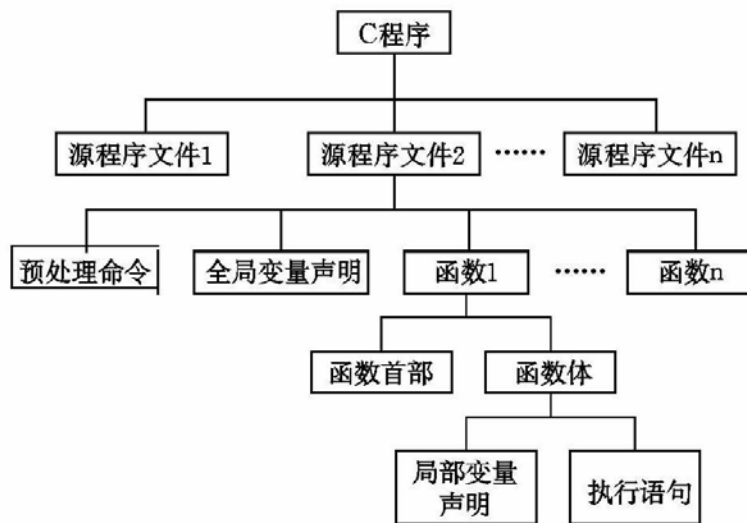 C程序
源程序文件1
源程序文件2
……
源程序文件n
预处理命令
全局变量声明
函数1
……
函数n
函数首部
函数体
局部变量
声明
执行语句